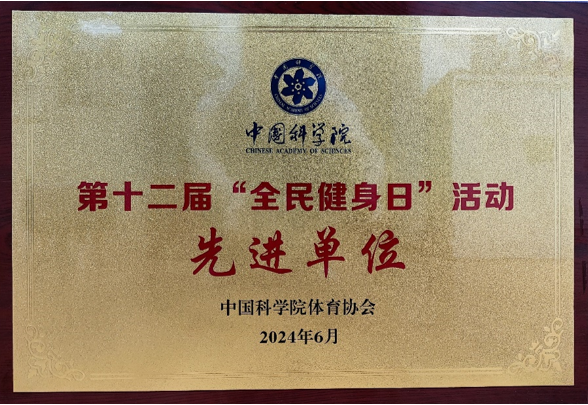 中国科学院
CHINESE ACADEMY OF SCIENCES
第十二届“全民健身日”活动
先进单位
中国科学院体育协会
2024年6月